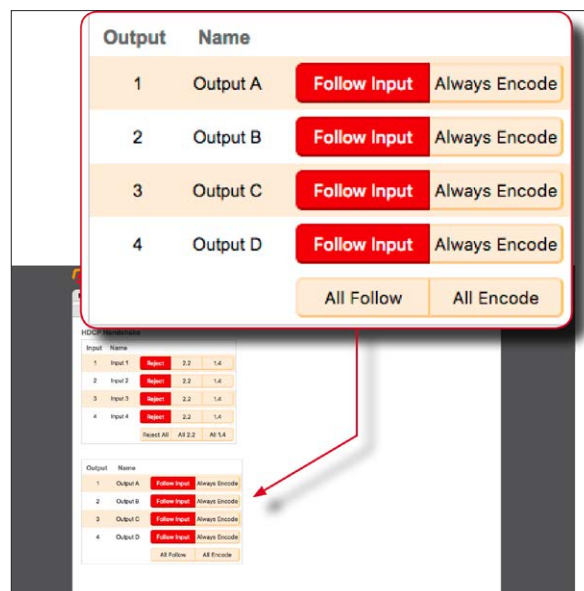 Output Name
1 Output A Follow Input Always Encode
2 Output B Follow Input Always Encode
3 Output C Follow Input Always Encode
4 Output D Follow Input Always Encode
All Follow All Encode
HDCP Handshake
Input Name
1 Input 1 Reject 2.2 1.4
2 Input 2 Reject 2.2 1.4
3 Input 3 Reject 2.2 1.4
4 Input 4 Reject 2.2 1.4
Reject All All 2.2 All 1.4
Output Name
1 Output A Follow Input Always Encode
2 Output B Follow Input Always Encode
3 Output C Follow Input Always Encode
4 Output D Follow Input Always Encode
All Follow All Encode